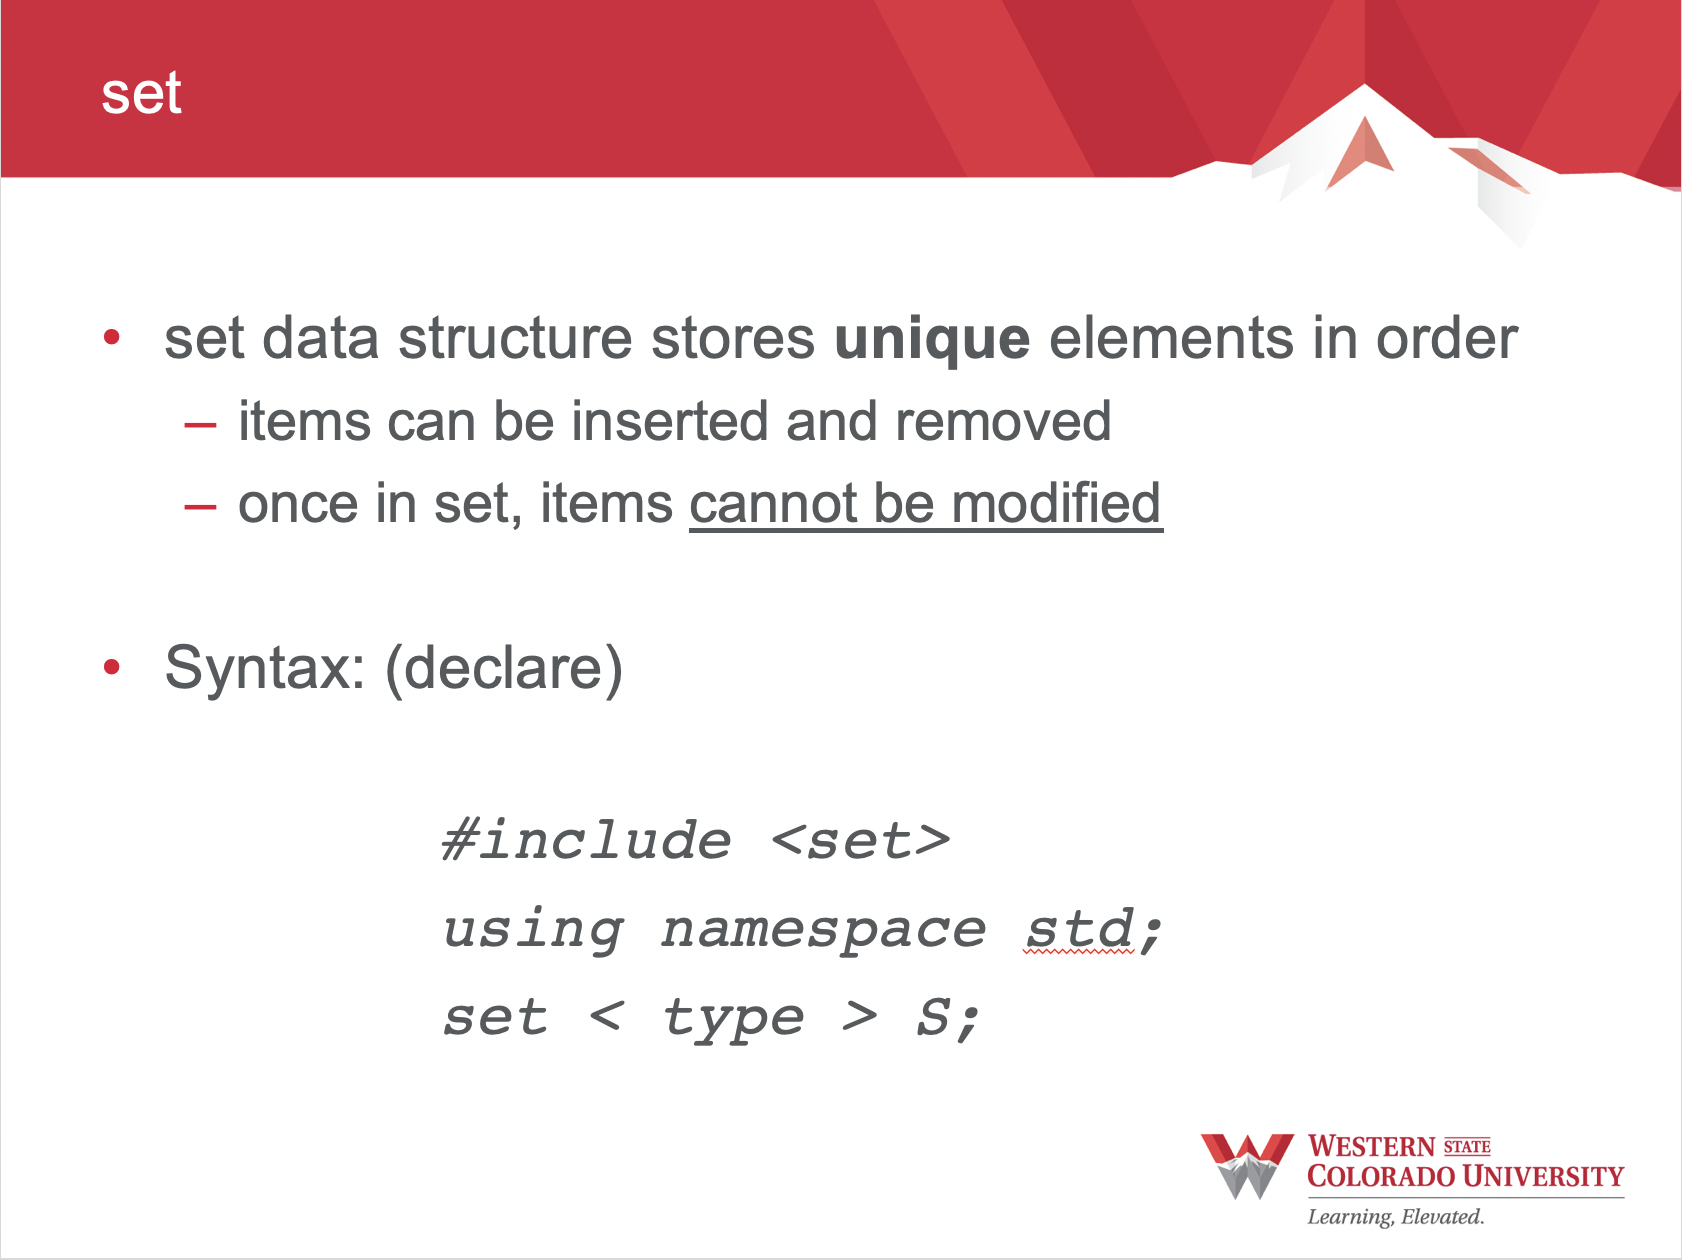 set
• set data structure stores unique elements in order
– items can be inserted and removed
– once in set, items cannot be modified
• Syntax: (declare)
#include <set>
using namespace std;
set < type > S;
WESTERN STATE
COLORADO UNIVERSITY
Learning, Elevated.